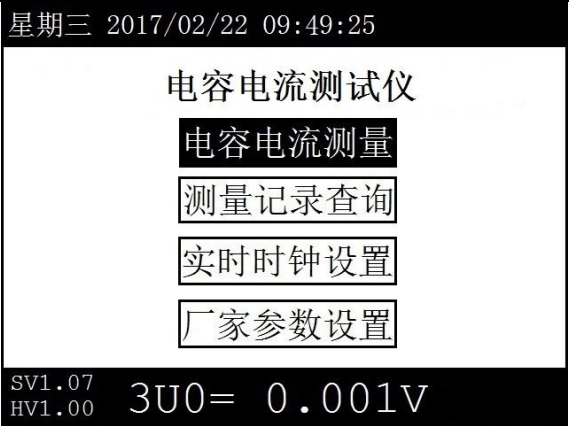 星期三 2017/02/22 09:49:25
电容电流测试仪
电容电流测量
测量记录查询
实时时钟设置
厂家参数设置
SV1.07
HV1.00
3U0= 0.001V